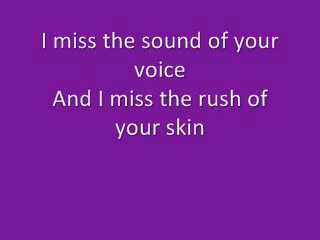 I miss the sound of your
voice
And I miss the rush of
your skin